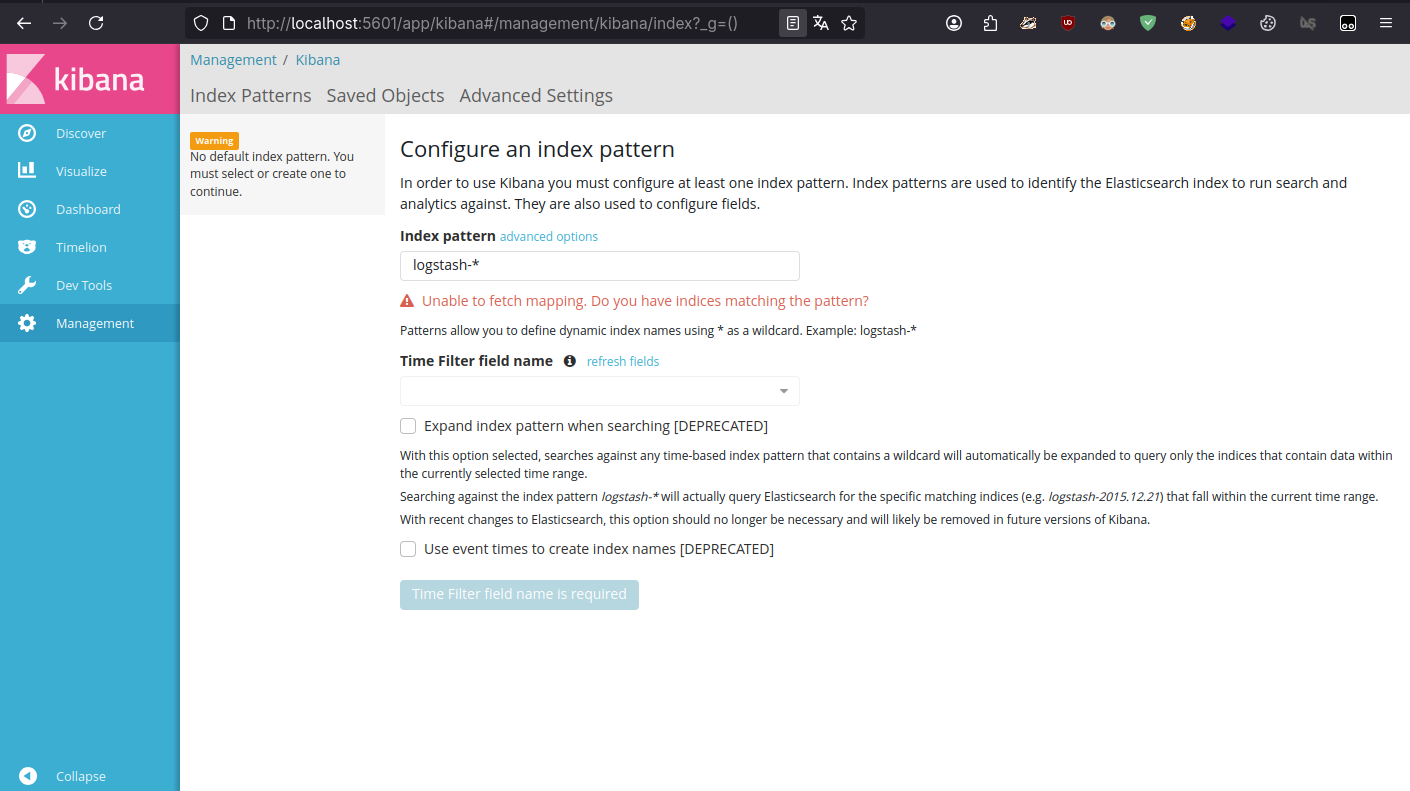 http://localhost:5601/app/kibana#/management/kibana/index?_g=()
kibana
Discover
Visualize
Dashboard
Timelion
Dev Tools
Management
Collapse
Management / Kibana
Index Patterns Saved Objects Advanced Settings
Warning
No default index pattern. You
must select or create one to
continue.
Configure an index pattern
In order to use Kibana you must configure at least one index pattern. Index patterns are used to identify the Elasticsearch index to run search and
analytics against. They are also used to configure fields.
Index pattern advanced options
logstash-*
Unable to fetch mapping. Do you have indices matching the pattern?
Patterns allow you to define dynamic index names using * as a wildcard. Example: logstash-*
Time Filter field name refresh fields
Expand index pattern when searching [DEPRECATED]
With this option selected, searches against any time-based index pattern that contains a wildcard will automatically be expanded to query only the indices that contain data within
the currently selected time range.
Searching against the index pattern logstash-* will actually query Elasticsearch for the specific matching indices (e.g. logstash-2015.12.21) that fall within the current time range.
With recent changes to Elasticsearch, this option should no longer be necessary and will likely be removed in future versions of Kibana.
Use event times to create index names [DEPRECATED]
Time Filter field name is required